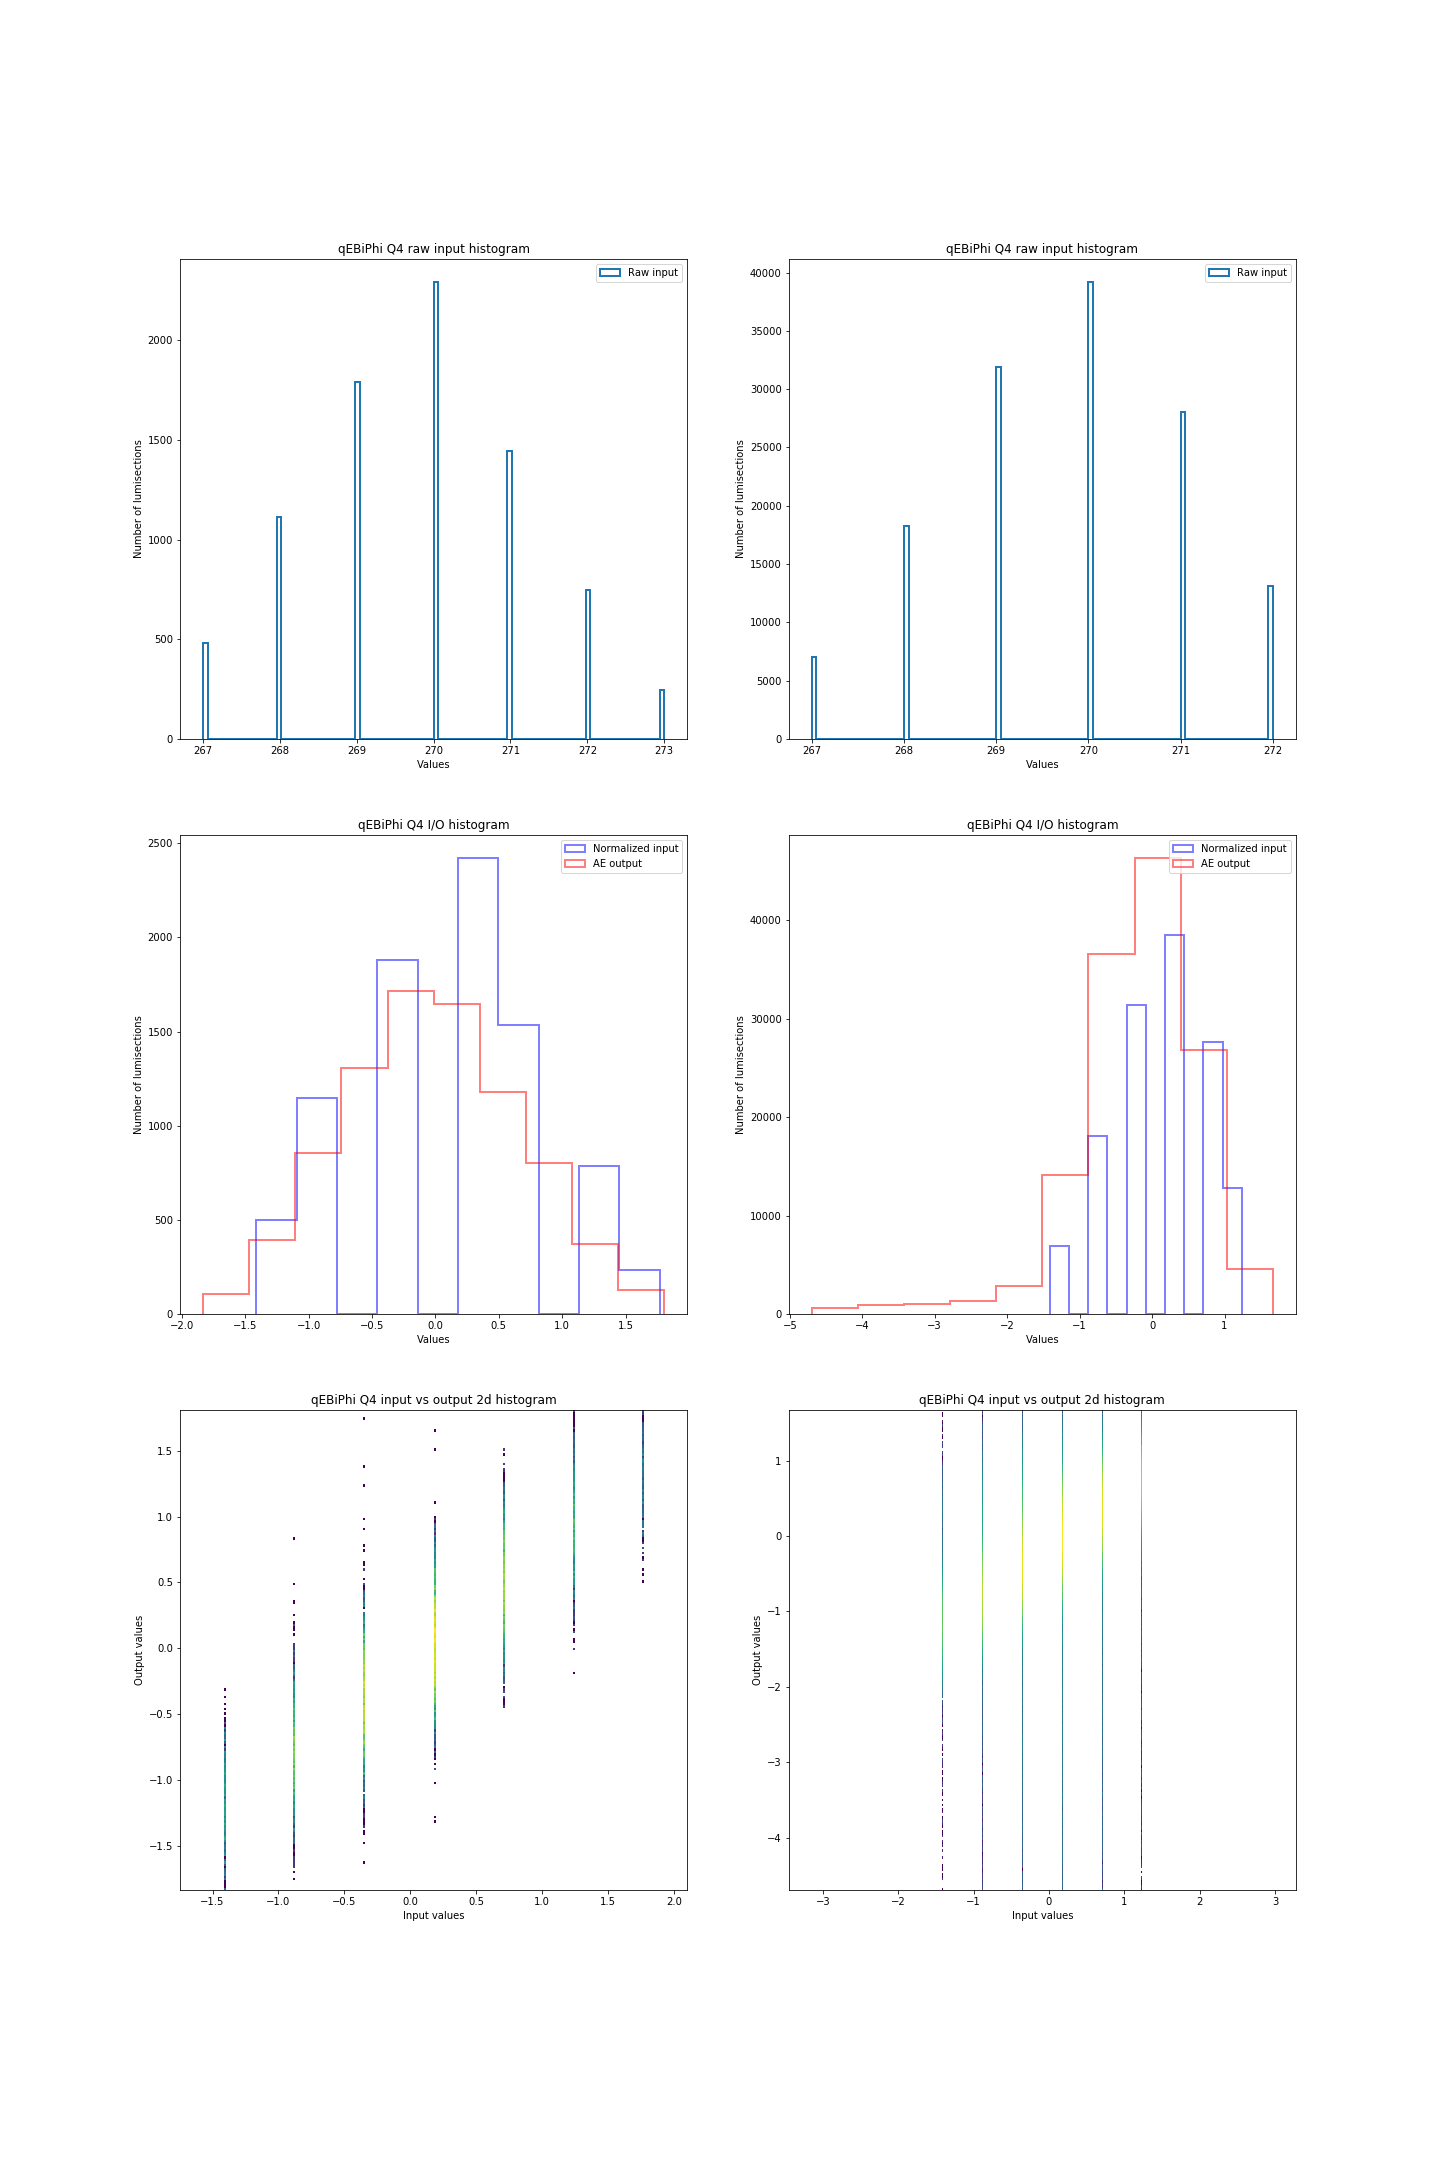 qEBiPhi Q4 raw input histogram
Raw input
Number of lumisections
2000
1500
1000
500
0
267 268 269 270 271 272 273
Values
qEBiPhi Q4 raw input histogram
Raw input
Number of lumisections
40000
35000
30000
25000
20000
15000
10000
5000
0
267 268 269 270 271 272
Values
qEBiPhi Q4 I/O histogram
Normalized input
AE output
Number of lumisections
2500
2000
1500
1000
500
0
−2.0 −1.5 −1.0 −0.5 0.0 0.5 1.0 1.5
Values
qEBiPhi Q4 I/O histogram
Normalized input
AE output
Number of lumisections
40000
30000
20000
10000
0
−5 −4 −3 −2 −1 0 1
Values
qEBiPhi Q4 input vs output 2d histogram
Output values
1.5
1.0
0.5
0.0
−0.5
−1.0
−1.5
−1.5 −1.0 −0.5 0.0 0.5 1.0 1.5 2.0
Input values
qEBiPhi Q4 input vs output 2d histogram
Output values
1
0
−1
−2
−3
−4
−3 −2 −1 0 1 2 3
Input values